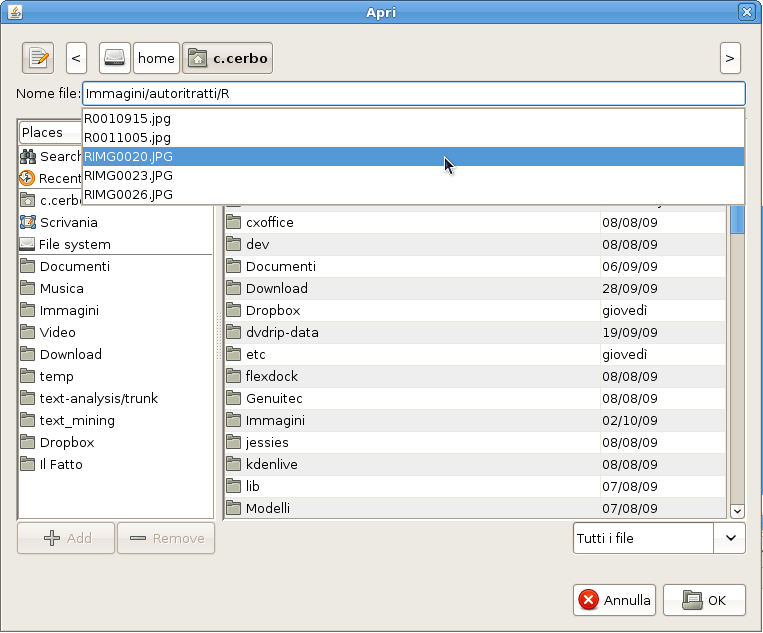 Apri
< home c.cerbo >
Nome file: Immagini/autoritratti/R
R0010915.jpg
R0011005.jpg
RIMG0020.JPG
RIMG0023.JPG
RIMG0026.JPG
Places
Search
Recent
c.cerbo
Scrivania
File system
Documenti
Musica
Immagini
Video
Download
temp
text-analysis/trunk
text_mining
Dropbox
Il Fatto
cxoffice 08/08/09
dev 08/08/09
Documenti 06/09/09
Download 28/09/09
Dropbox giovedì
dvdrip-data 19/09/09
etc giovedì
flexdock 08/08/09
Genuitec 08/08/09
Immagini 02/10/09
jessies 08/08/09
kdenlive 08/08/09
lib 07/08/09
Modelli 07/08/09
Add Remove
Tutti i file
Annulla OK